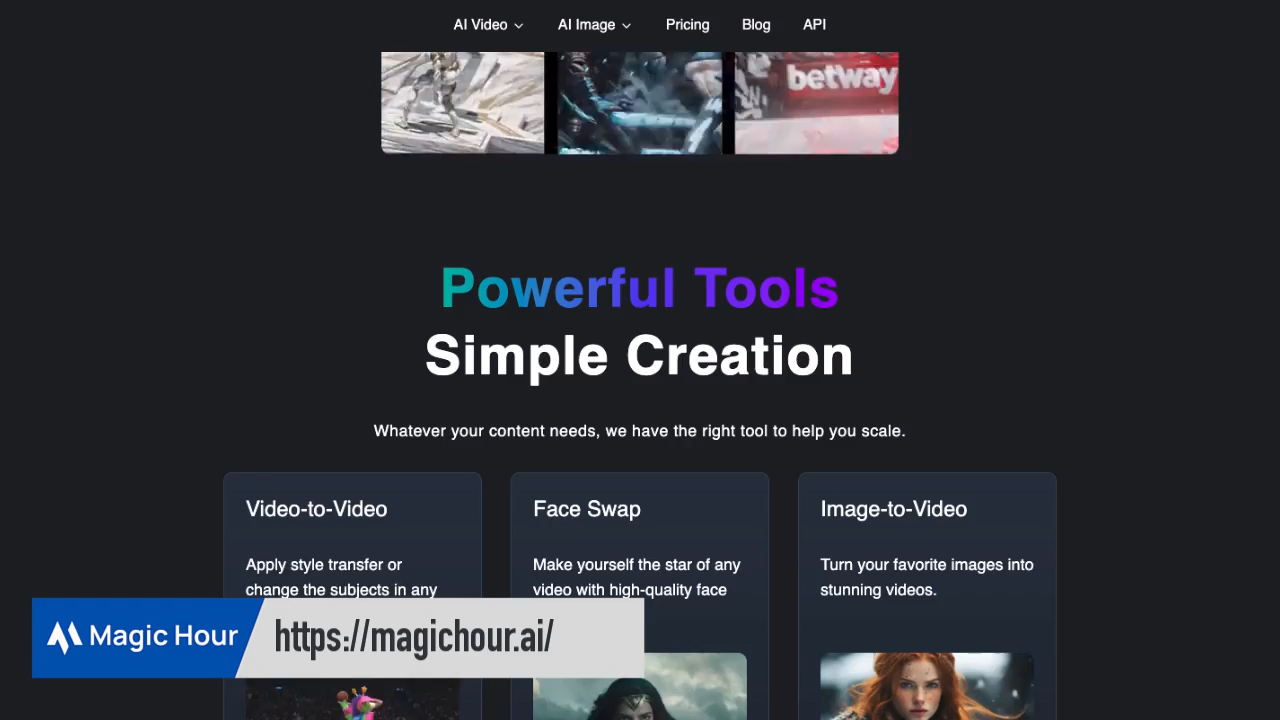 AI Video
AI Image
Pricing
Blog
API
betway
Powerful Tools
Simple Creation
Whatever your content needs, we have the right tool to help you scale.
Video-to-Video
Apply style transfer or
change the subjects in any
Face Swap
Make yourself the star of any
video with high-quality face
Image-to-Video
Turn your favorite images into
stunning videos.
Magic Hour
https://magichour.ai/